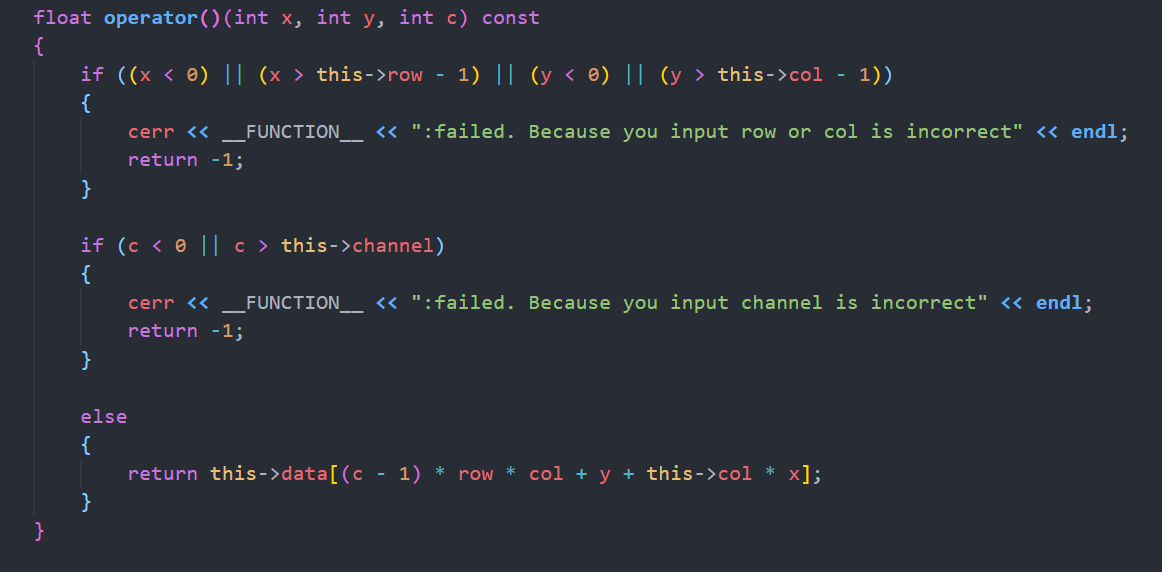 float operator()(int x, int y, int c) const
{
    if ((x < 0) || (x > this->row - 1) || (y < 0) || (y > this->col - 1))
    {
        cerr << __FUNCTION__ << ":failed. Because you input row or col is incorrect" << endl;
        return -1;
    }

    if (c < 0 || c > this->channel)
    {
        cerr << __FUNCTION__ << ":failed. Because you input channel is incorrect" << endl;
        return -1;
    }

    else
    {
        return this->data[(c - 1) * row * col + y + this->col * x];
    }
}